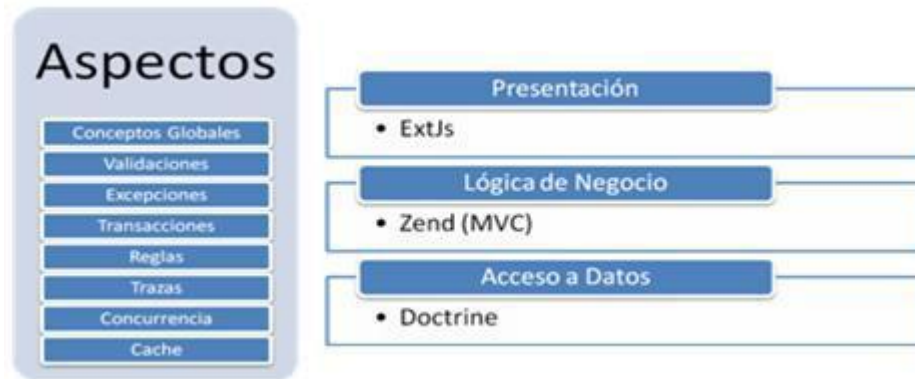 Aspectos
Conceptos Globales
Validaciones
Excepciones
Transacciones
Reglas
Trazas
Concurrencia
Cache
Presentación
• ExtJs
Lógica de Negocio
• Zend (MVC)
Acceso a Datos
• Doctrine